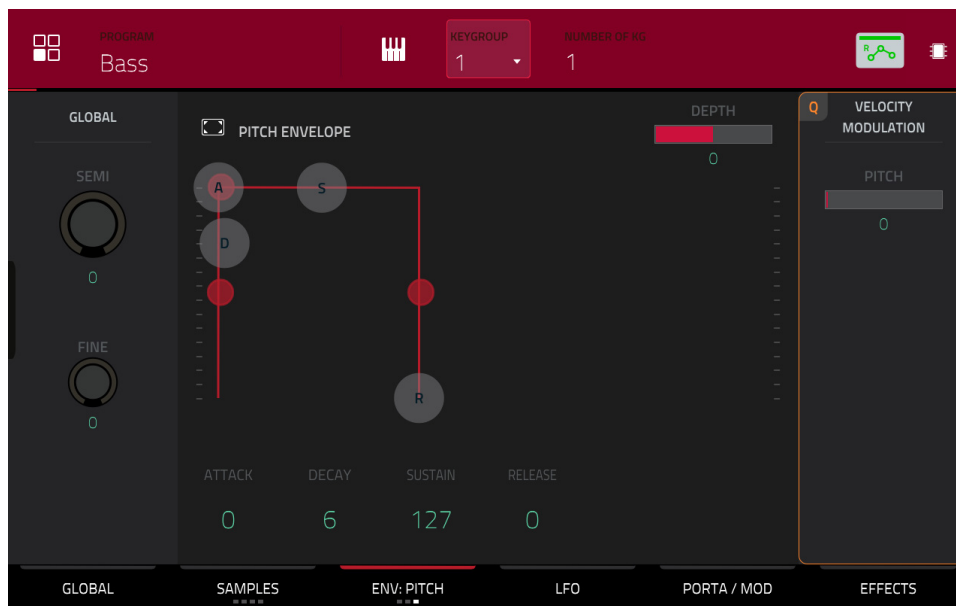 PROGRAM
Bass
KEYGROUP
1
NUMBER OF KG
1
R
GLOBAL
SEMI
0
FINE
0
PITCH ENVELOPE
DEPTH
0
A
S
D
R
ATTACK
DECAY
SUSTAIN
RELEASE
0
6
127
0
Q
VELOCITY
MODULATION
PITCH
0
GLOBAL
SAMPLES
ENV: PITCH
LFO
PORTA / MOD
EFFECTS